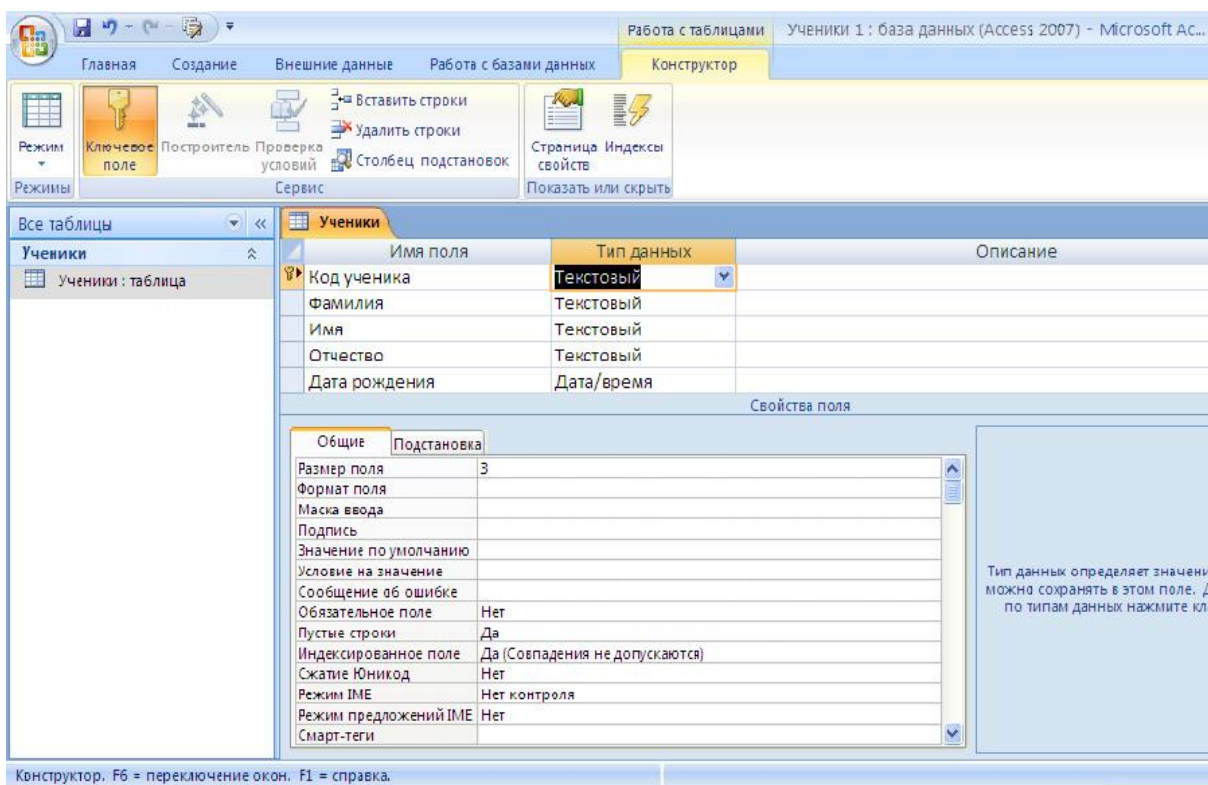 Работа с таблицами
Ученики 1 : база данных (Access 2007) - Microsoft Ac...
Главная Создание Внешние данные Работа с базами данных Конструктор
Режим
Ключевое поле
Построитель
Проверка условий
Вставить строки
Удалить строки
Столбец подстановок
Страница свойств
Индексы
Режимы Сервис Показать или скрыть
Все таблицы
Ученики
Ученики : таблица
Ученики
Имя поля Тип данных Описание
Код ученика Текстовый
Фамилия Текстовый
Имя Текстовый
Отчество Текстовый
Дата рождения Дата/время
Свойства поля
Общие Подстановка
Размер поля 3
Формат поля
Маска ввода
Подпись
Значение по умолчанию
Условие на значение
Сообщение об ошибке
Обязательное поле Нет
Пустые строки Да
Индексированное поле Да (Совпадения не допускаются)
Сжатие Юникод Нет
Режим IME Нет контроля
Режим предложений IME Нет
Смарт-теги
Тип данных определяет значени
можно сохранять в этом поле. Д
по типам данных нажмите кл
Конструктор. F6 = переключение окон. F1 = справка.